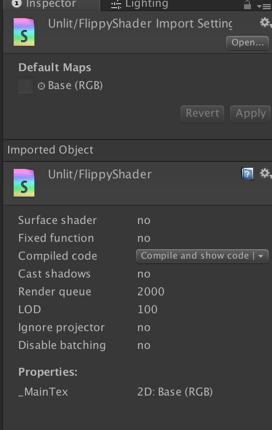 Inspector Lighting
Unlit/FlippyShader Import Setting
Open...
Default Maps
Base (RGB)
Revert Apply
Imported Object
Unlit/FlippyShader
Surface shader no
Fixed function no
Compiled code Compile and show code
Cast shadows no
Render queue 2000
LOD 100
Ignore projector no
Disable batching no
Properties:
_MainTex 2D: Base (RGB)